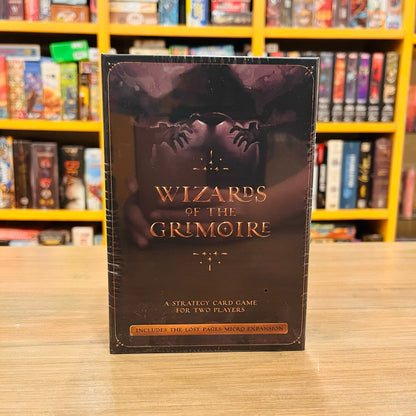 WIZARDS
OF THE
GRIMOIRE
A STRATEGY CARD GAME
FOR TWO PLAYERS
INCLUDES THE LOST PAGES MICRO EXPANSION